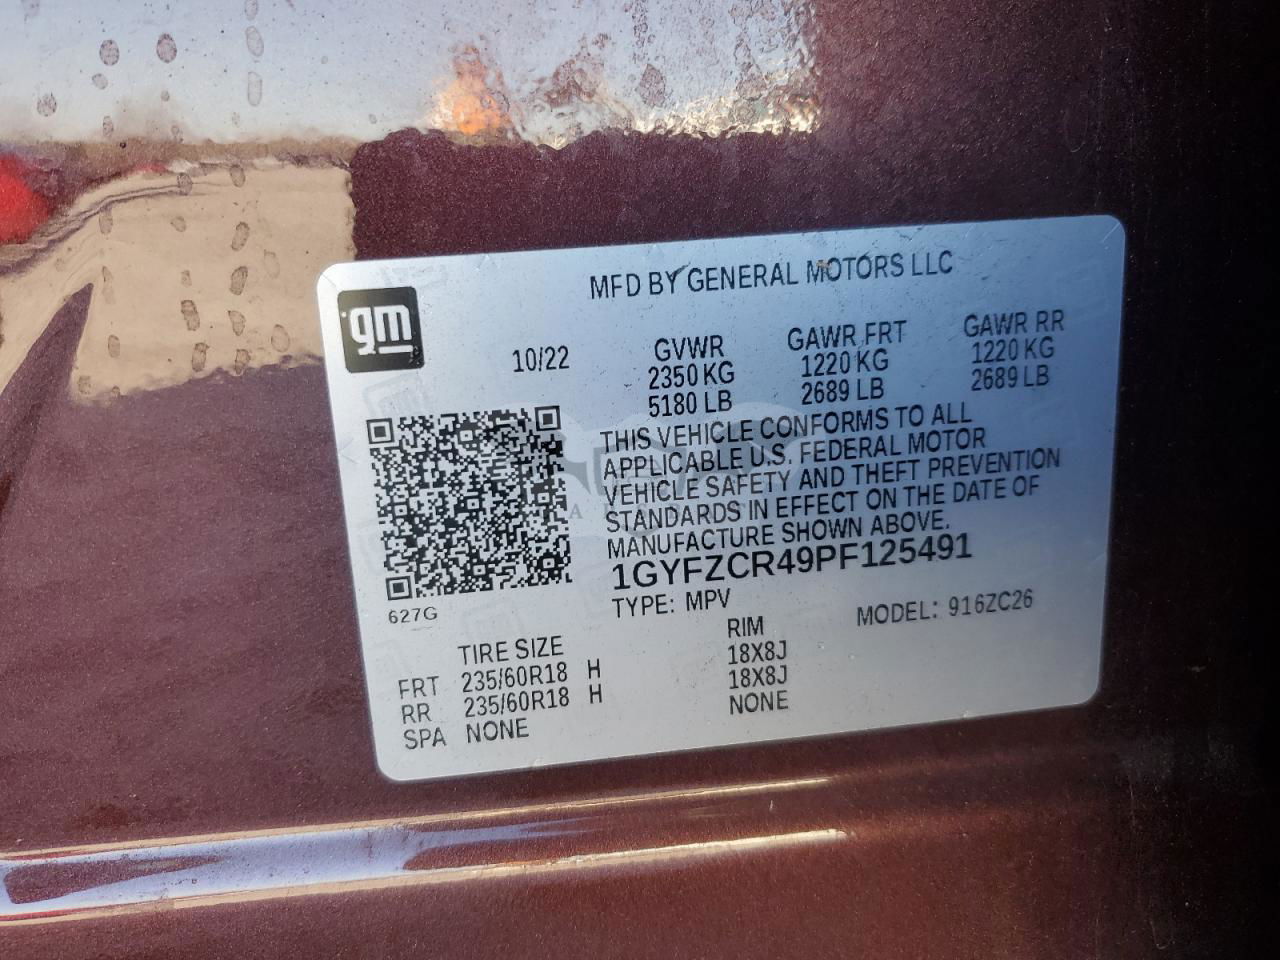 MFD BY GENERAL MOTORS LLC
gm
10/22
GVWR
2350 KG
5180 LB
GAWR FRT
1220 KG
2689 LB
GAWR RR
1220 KG
2689 LB
THIS VEHICLE CONFORMS TO ALL
APPLICABLE U.S. FEDERAL MOTOR
VEHICLE SAFETY AND THEFT PREVENTION
STANDARDS IN EFFECT ON THE DATE OF
MANUFACTURE SHOWN ABOVE.
1GYFZCR49PF125491
TYPE: MPV
MODEL: 916ZC26
627G
TIRE SIZE RIM
FRT 235/60R18 H 18X8J
RR 235/60R18 H 18X8J
SPA NONE NONE